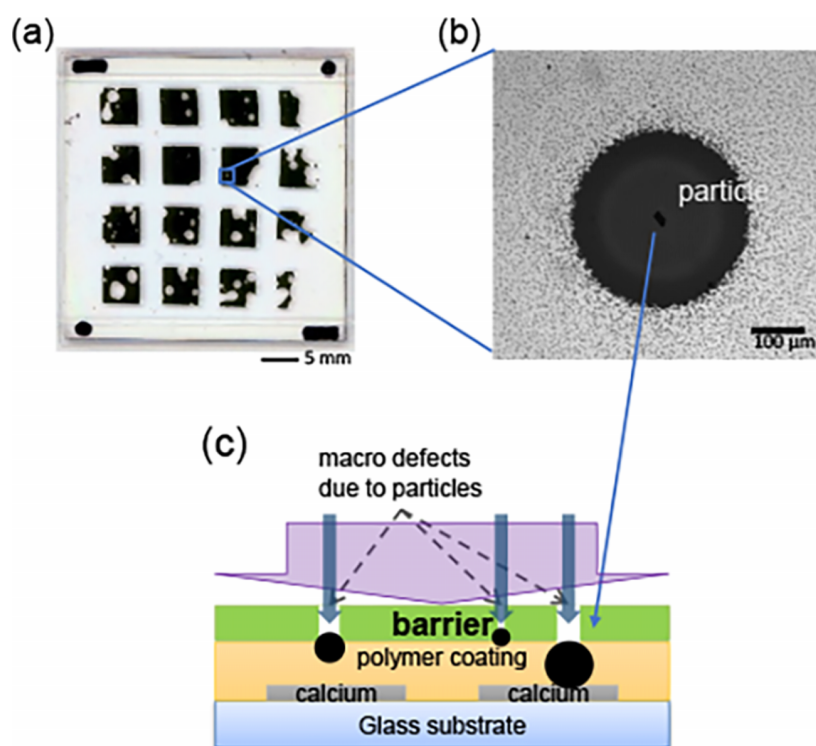 (a)
(b)
particle
5 mm
100 μm
(c)
macro defects
due to particles
barrier
polymer coating
calcium calcium
Glass substrate